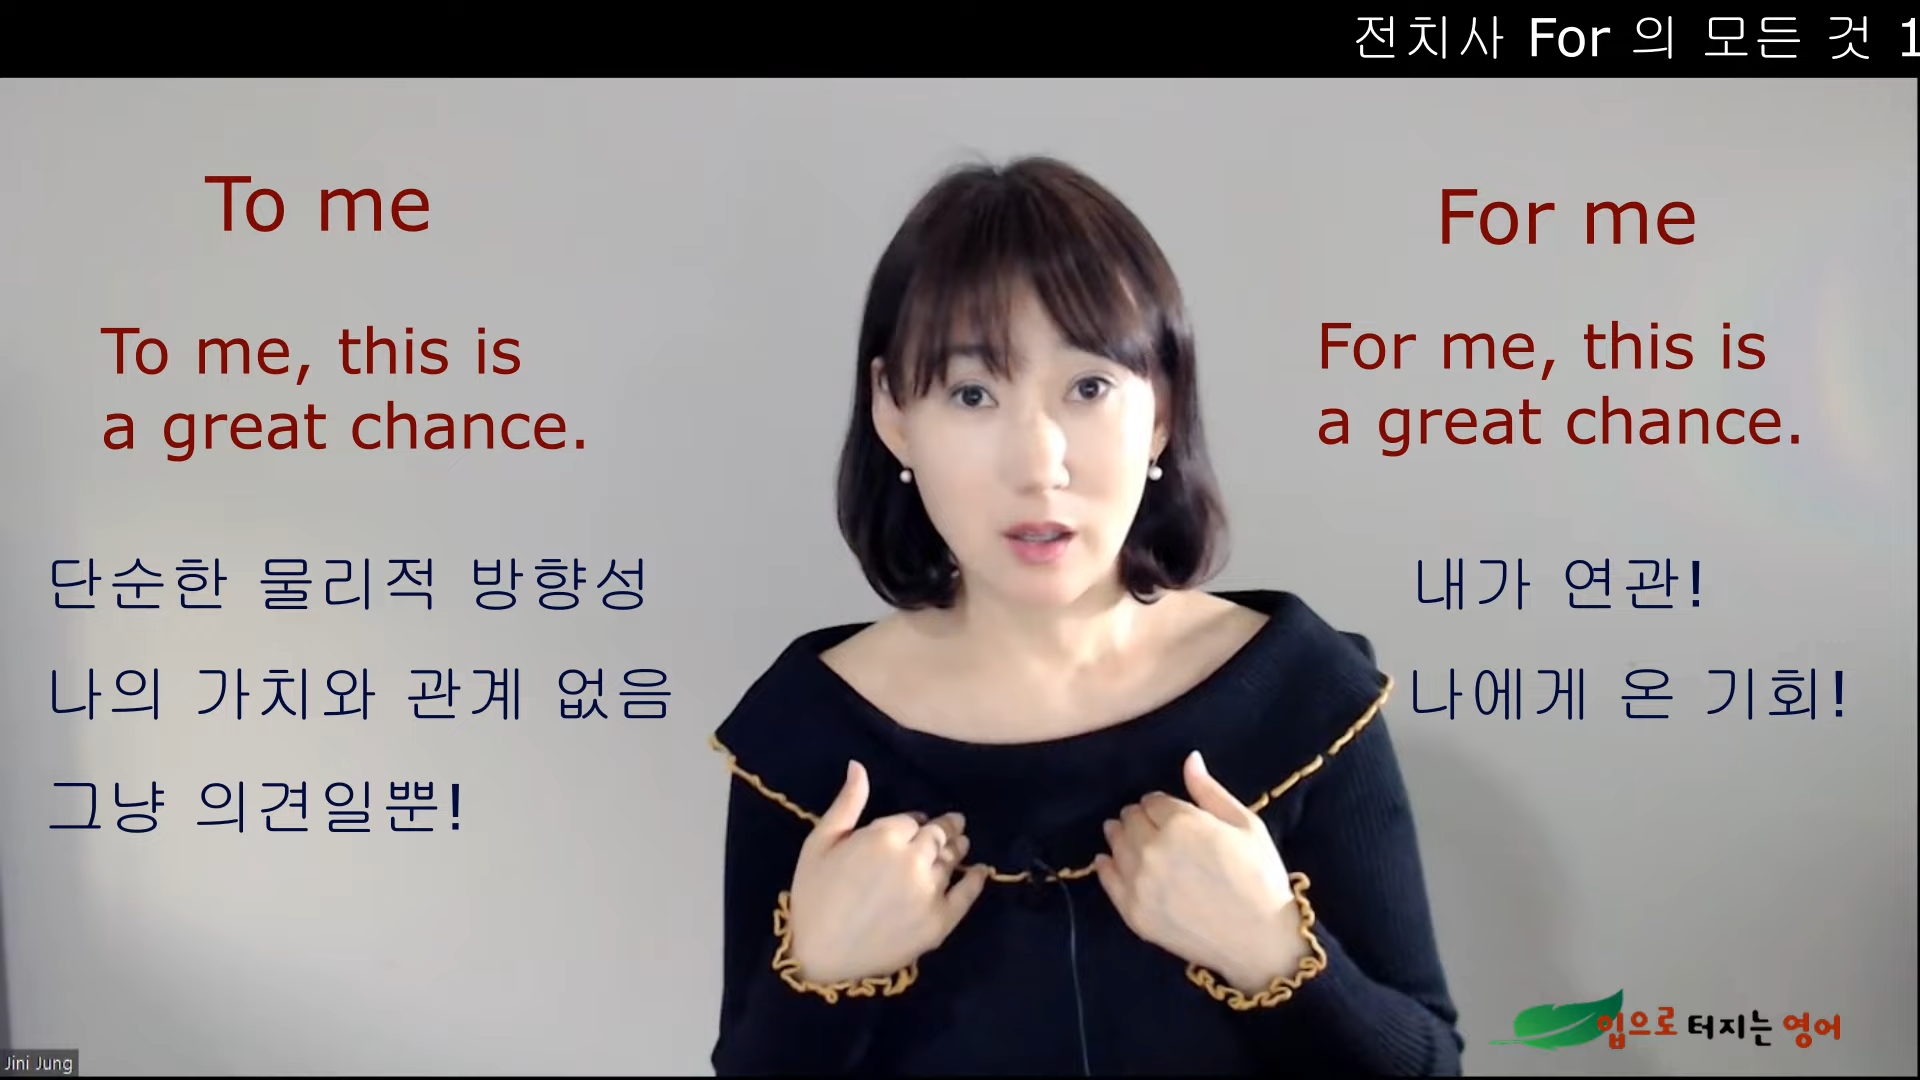 전치사 For 의 모든 것 1
To me
To me, this is
a great chance.
단순한 물리적 방향성
나의 가치와 관계 없음
그냥 의견일뿐!
For me
For me, this is
a great chance.
내가 연관!
나에게 온 기회!
입으로 터지는 영어
Jini Jung